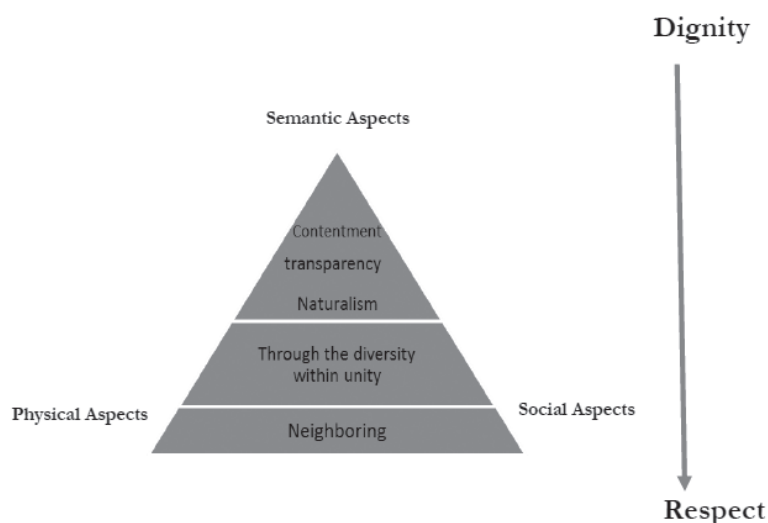 Dignity
Semantic Aspects
Contentment
transparency
Naturalism
Through the diversity
within unity
Physical Aspects
Social Aspects
Neighboring
Respect